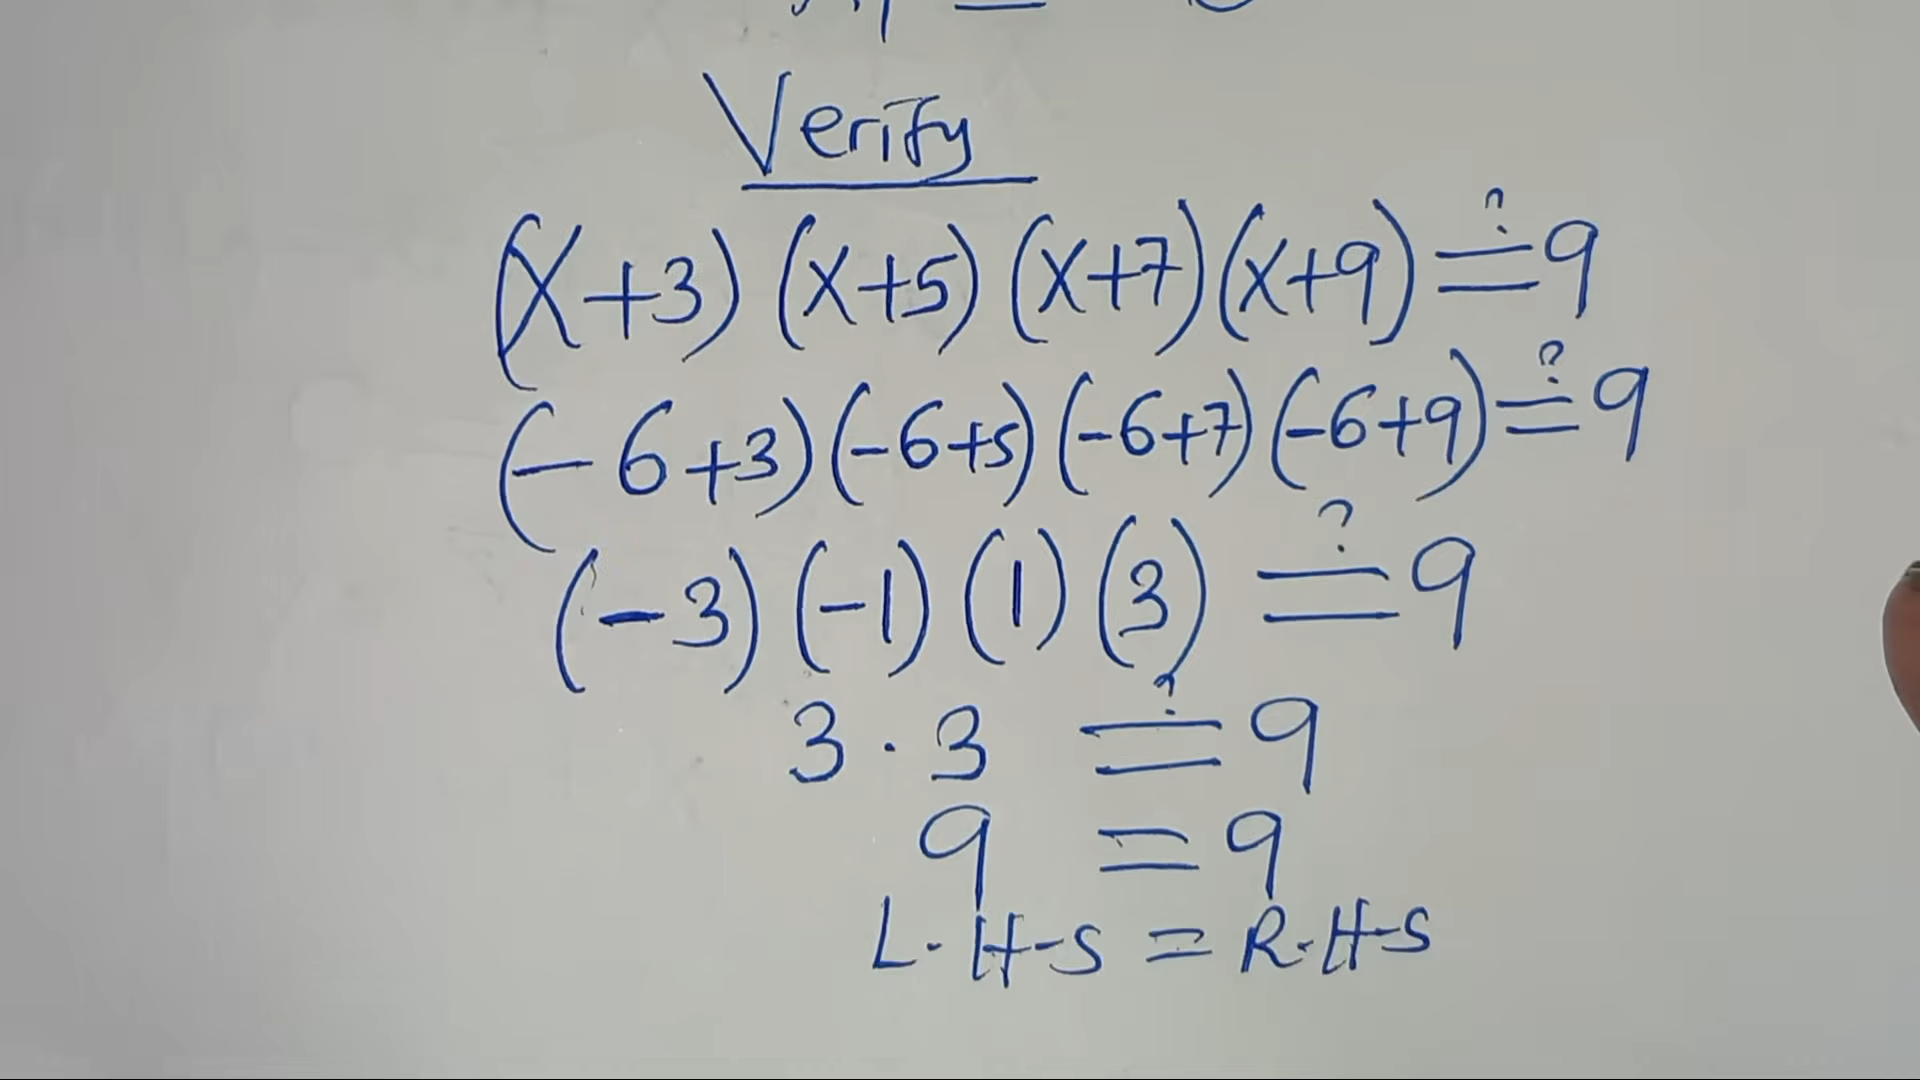 Verify
(x+3)(x+5)(x+7)(x+9) ≟ 9
(-6+3)(-6+5)(-6+7)(-6+9) ≟ 9
(-3)(-1)(1)(3) ≟ 9
3·3 ≟ 9
9 = 9
L.H-S = R.H-S